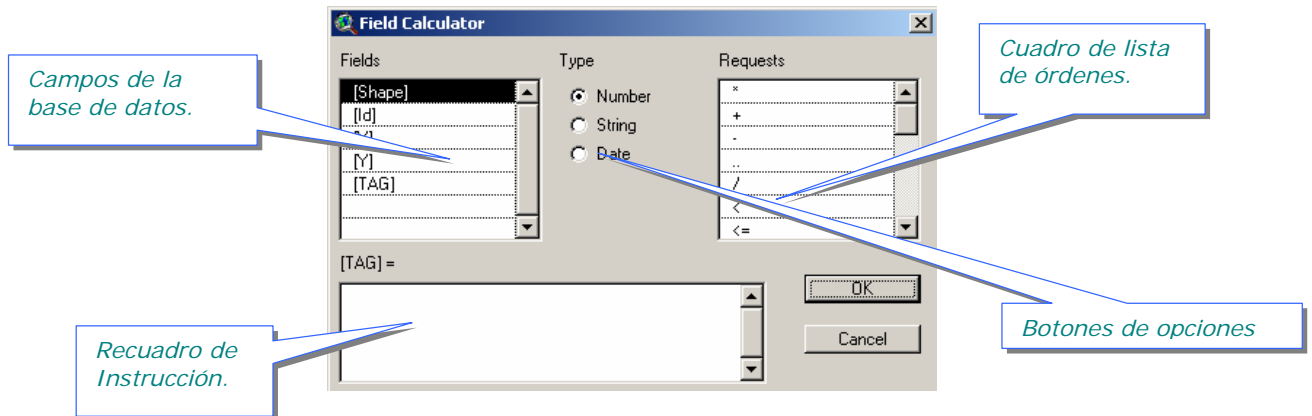 Field Calculator
Campos de la
base de datos.
Cuadro de lista
de órdenes.
Fields
Type
Requests
[Shape]
[Id]
[Y]
[TAG]
Number
String
Date
*
+
-
..
/
<
<=
[TAG] =
OK
Cancel
Recuadro de
Instrucción.
Botones de opciones